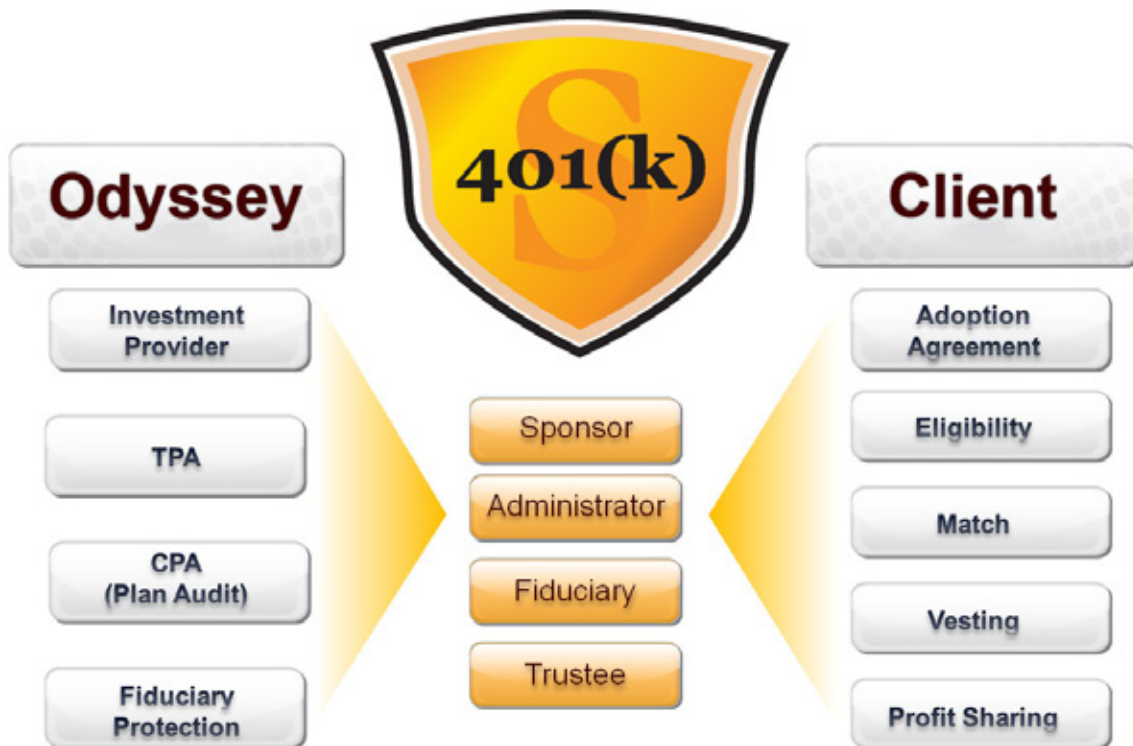 S
401(k)
Odyssey
Investment
Provider
TPA
CPA
(Plan Audit)
Fiduciary
Protection
Sponsor
Administrator
Fiduciary
Trustee
Client
Adoption
Agreement
Eligibility
Match
Vesting
Profit Sharing